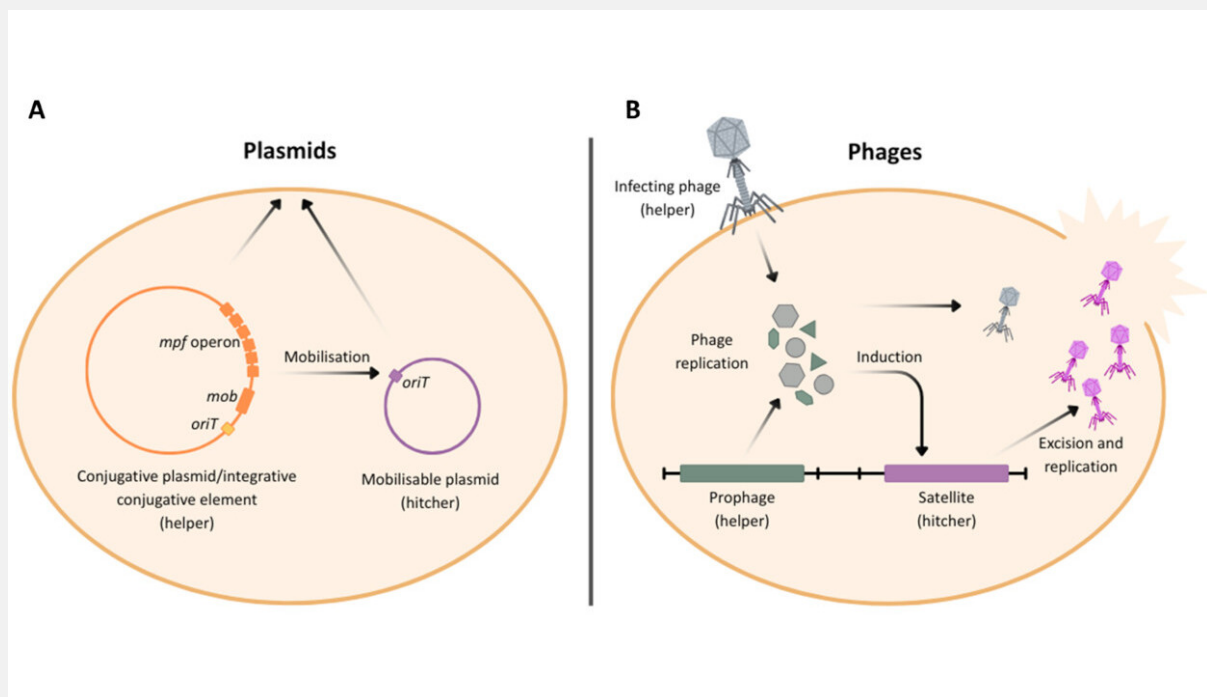 A
Plasmids
mpf operon
Mobilisation
mob
oriT
oriT
Conjugative plasmid/integrative
conjugative element
(helper)
Mobilisable plasmid
(hitcher)
B
Phages
Infecting phage
(helper)
Phage
replication
Induction
Excision and
replication
Prophage
(helper)
Satellite
(hitcher)